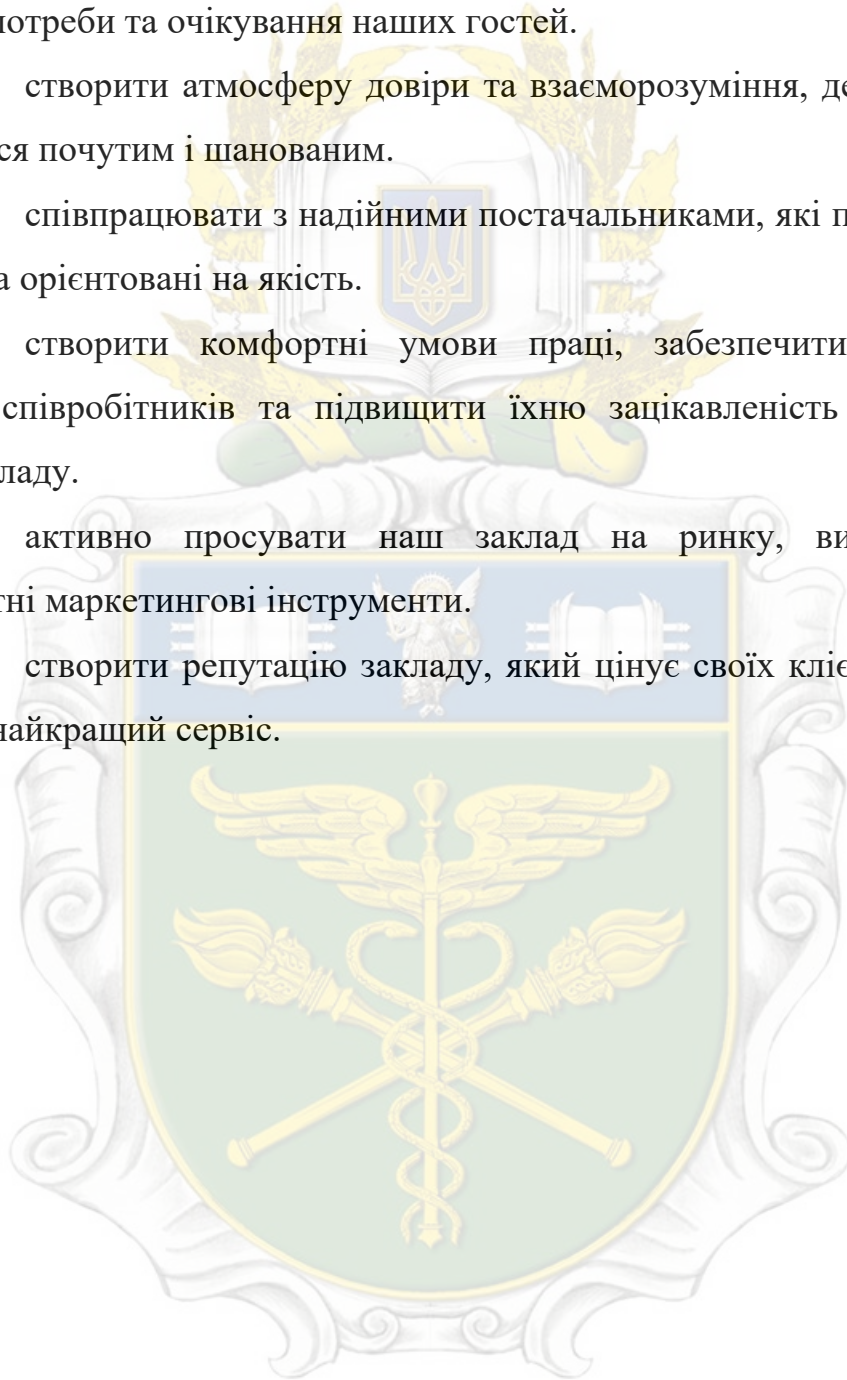 потреби та очікування наших гостей.
створити атмосферу довіри та взаєморозуміння, де
ся почутим і шанованим.
співпрацювати з надійними постачальниками, які п
а орієнтовані на якість.
створити комфортні умови праці, забезпечити
співробітників та підвищити їхню зацікавленість
ладу.
активно просувати наш заклад на ринку, ви
тні маркетингові інструменти.
створити репутацію закладу, який цінує своїх кліє
найкращий сервіс.